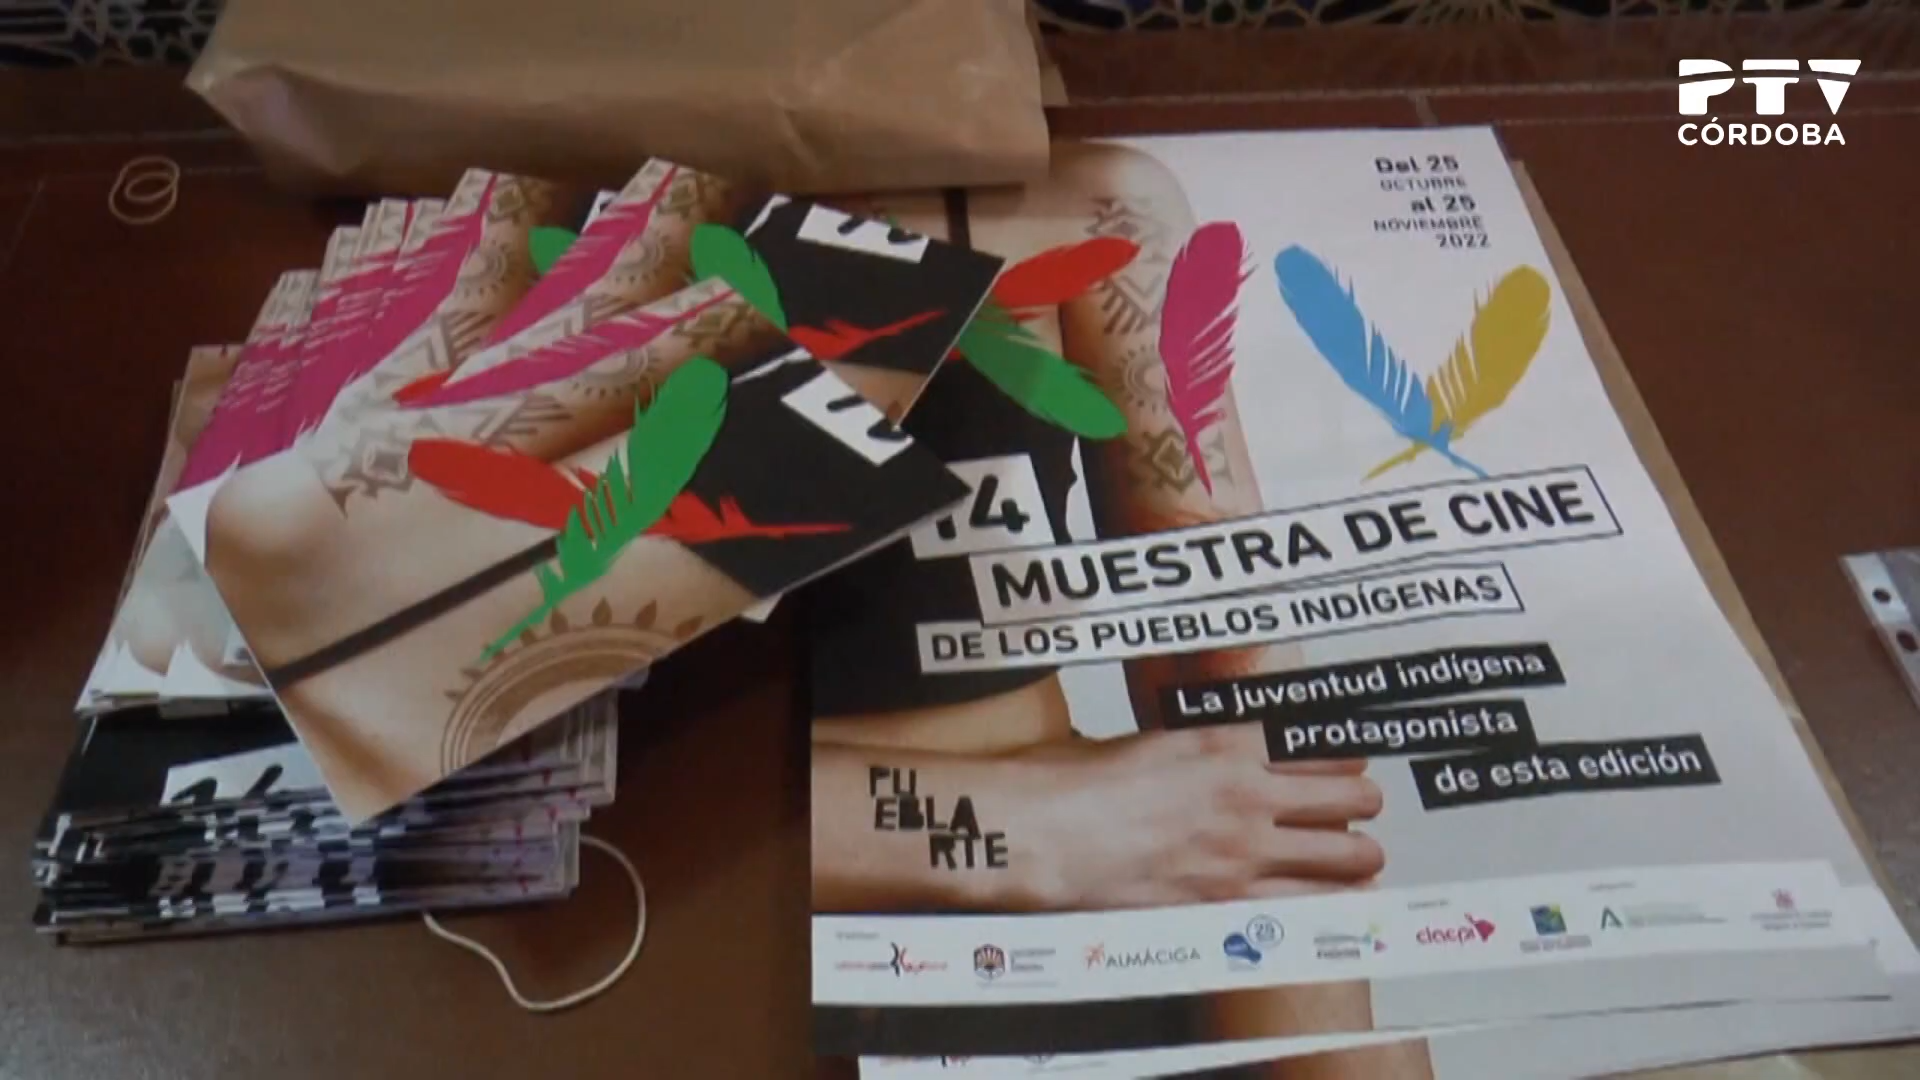 PTV
CÓRDOBA
Del 25
OCTUBRE
al 25
NOVIEMBRE
2022
14
MUESTRA DE CINE
DE LOS PUEBLOS INDÍGENAS
La juventud indígena
protagonista
de esta edición
PU
EBLA
RTE
ALMÁCIGA
25
clacpi